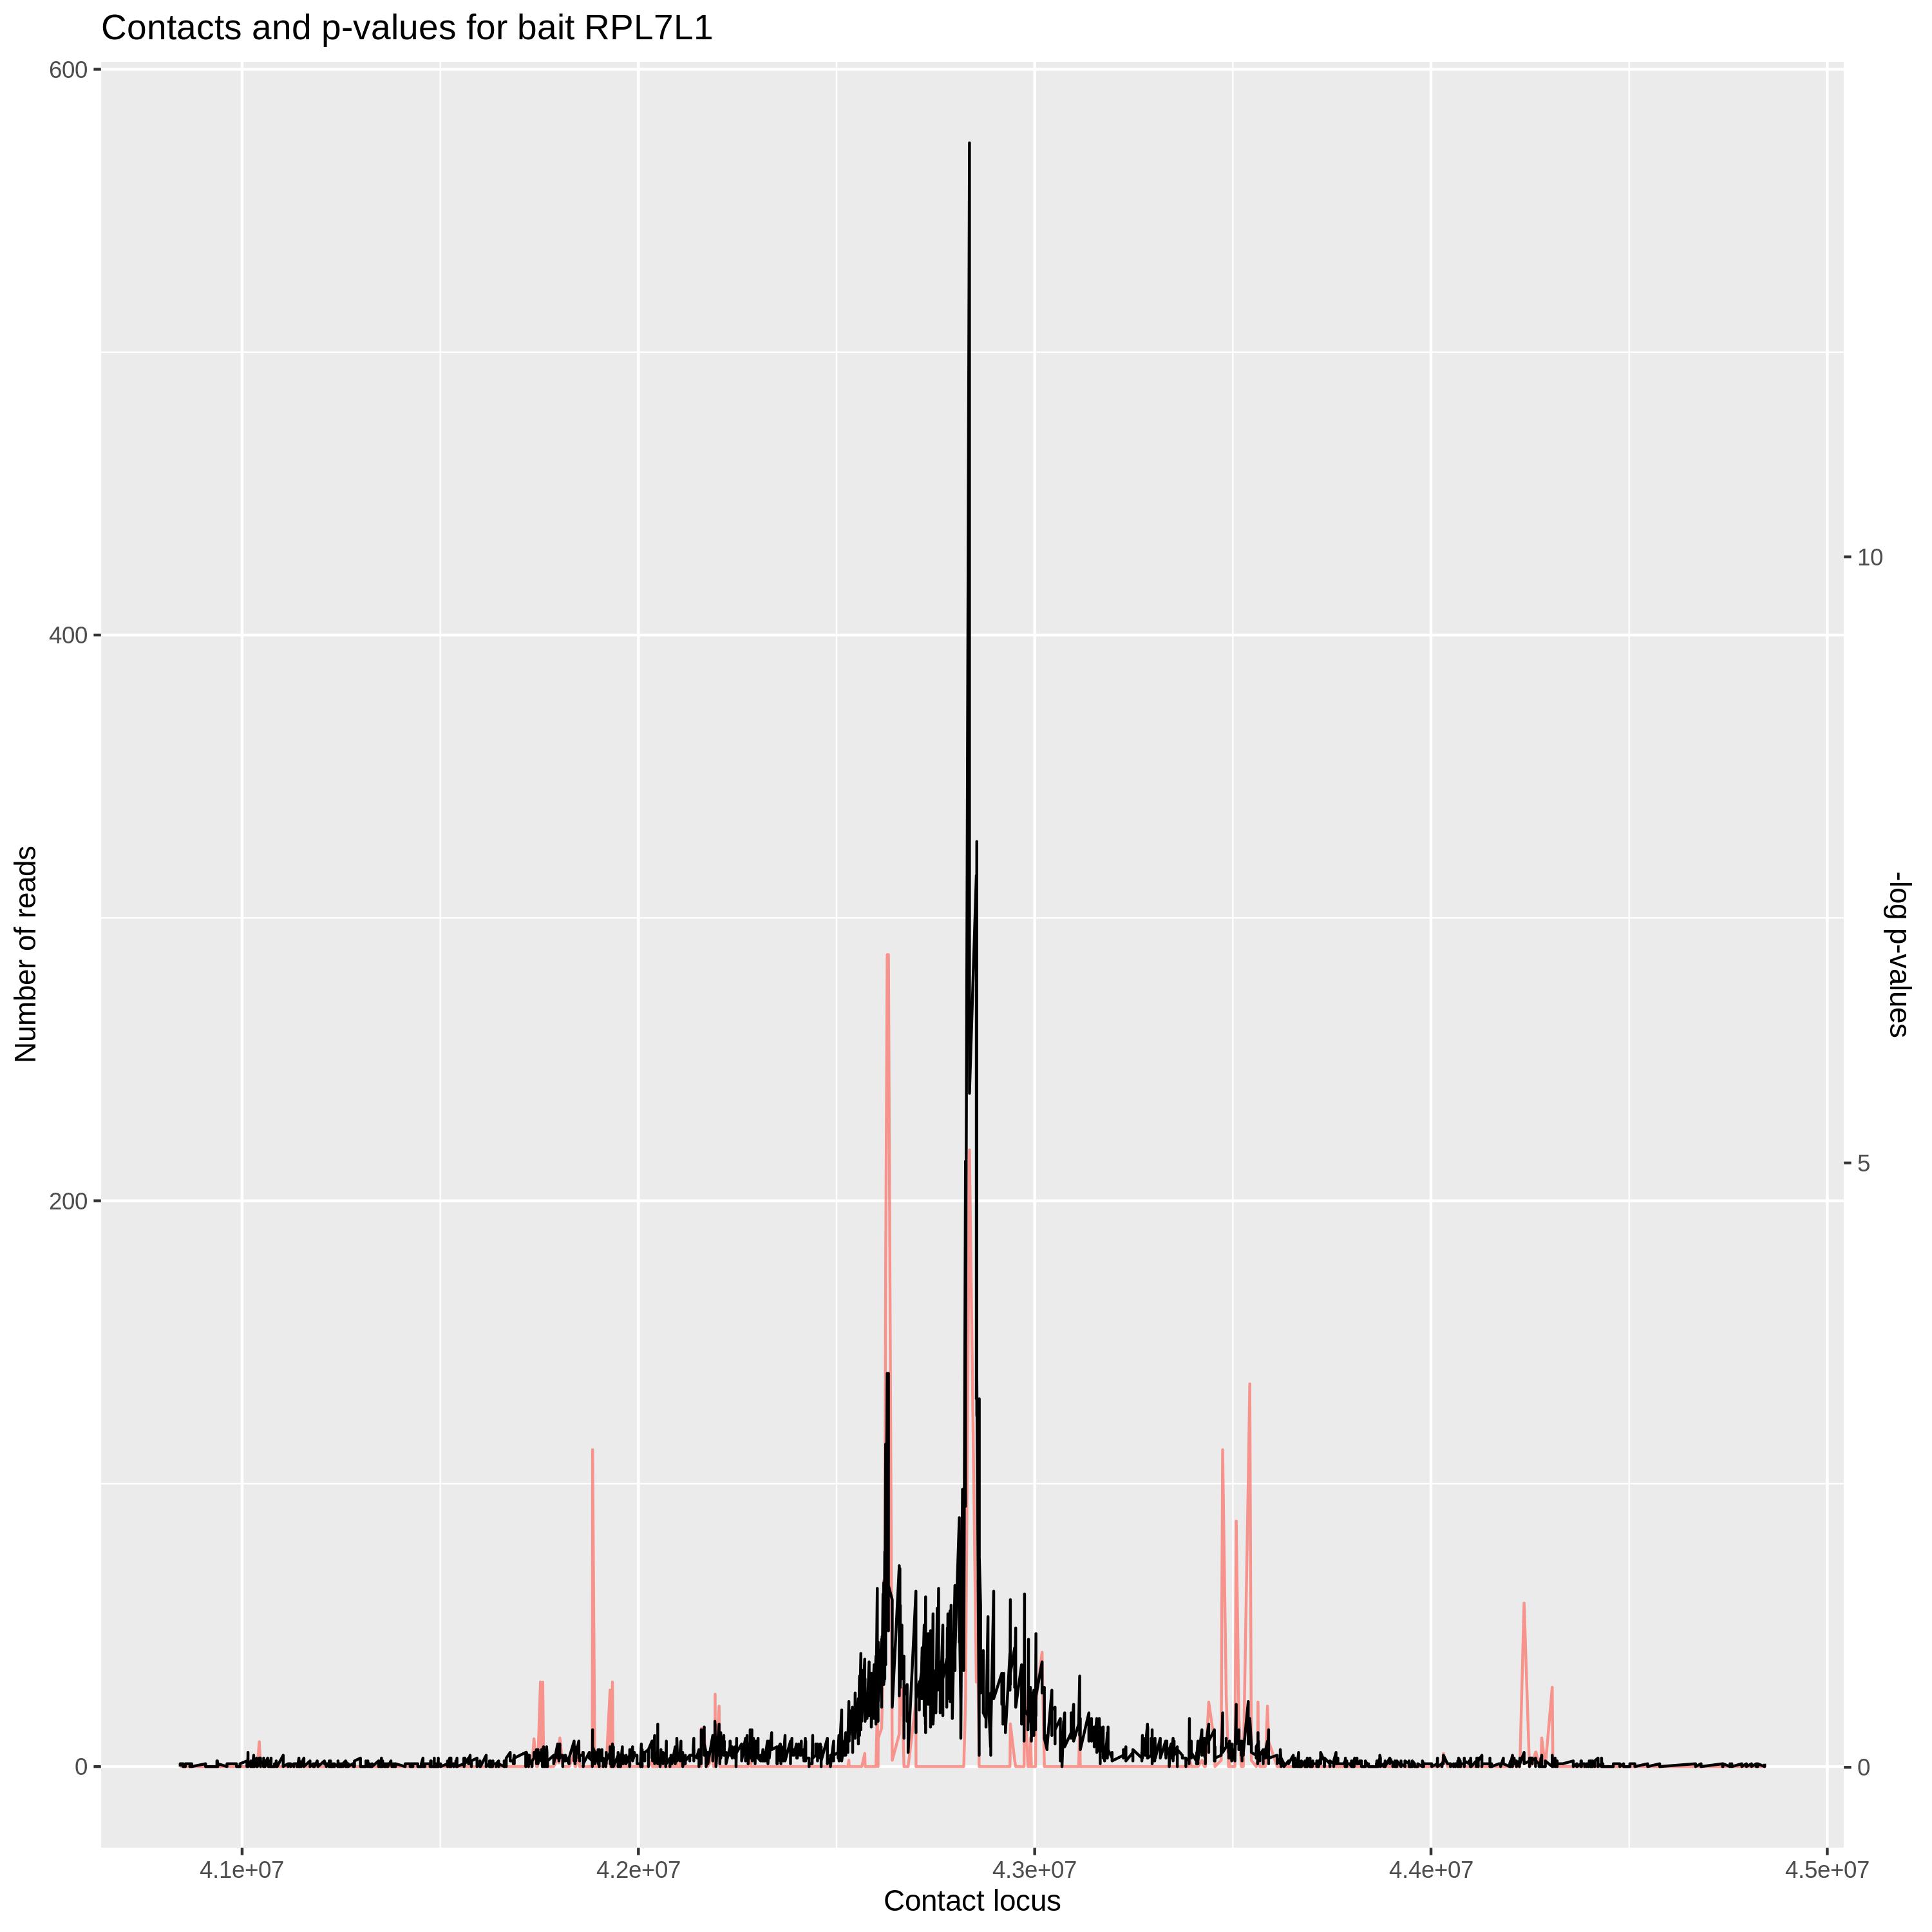 Contacts and p-values for bait RPL7L1
600
400
200
0
Number of reads
10
5
0
-log p-values
4.1e+07
4.2e+07
4.3e+07
4.4e+07
4.5e+07
Contact locus